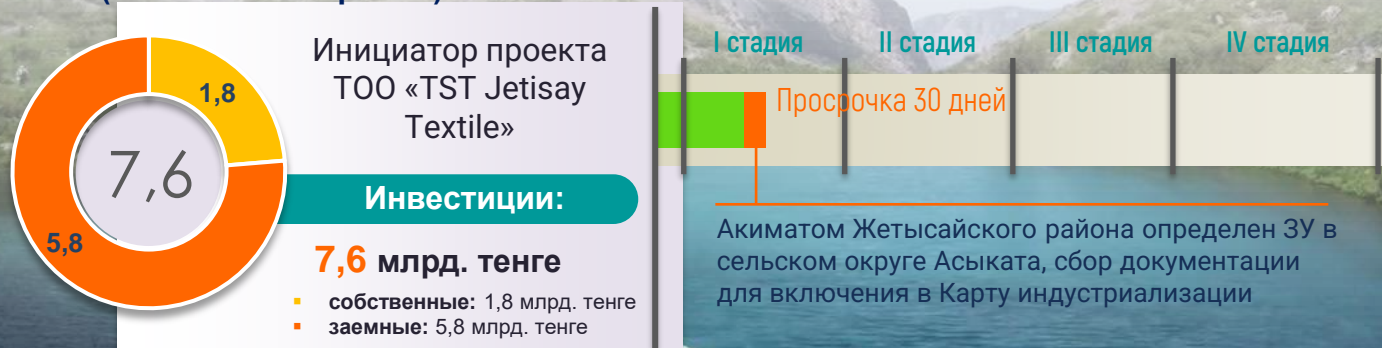 1,8
7,6
5,8
Инициатор проекта
ТОО «TST Jetisay
Textile»
Инвестиции:
7,6 млрд. тенге
▪ собственные: 1,8 млрд. тенге
▪ заемные: 5,8 млрд. тенге
I стадия
II стадия
III стадия
IV стадия
Просрочка 30 дней
Акиматом Жетысайского района определен ЗУ в
сельском округе Асыката, сбор документации
для включения в Карту индустриализации